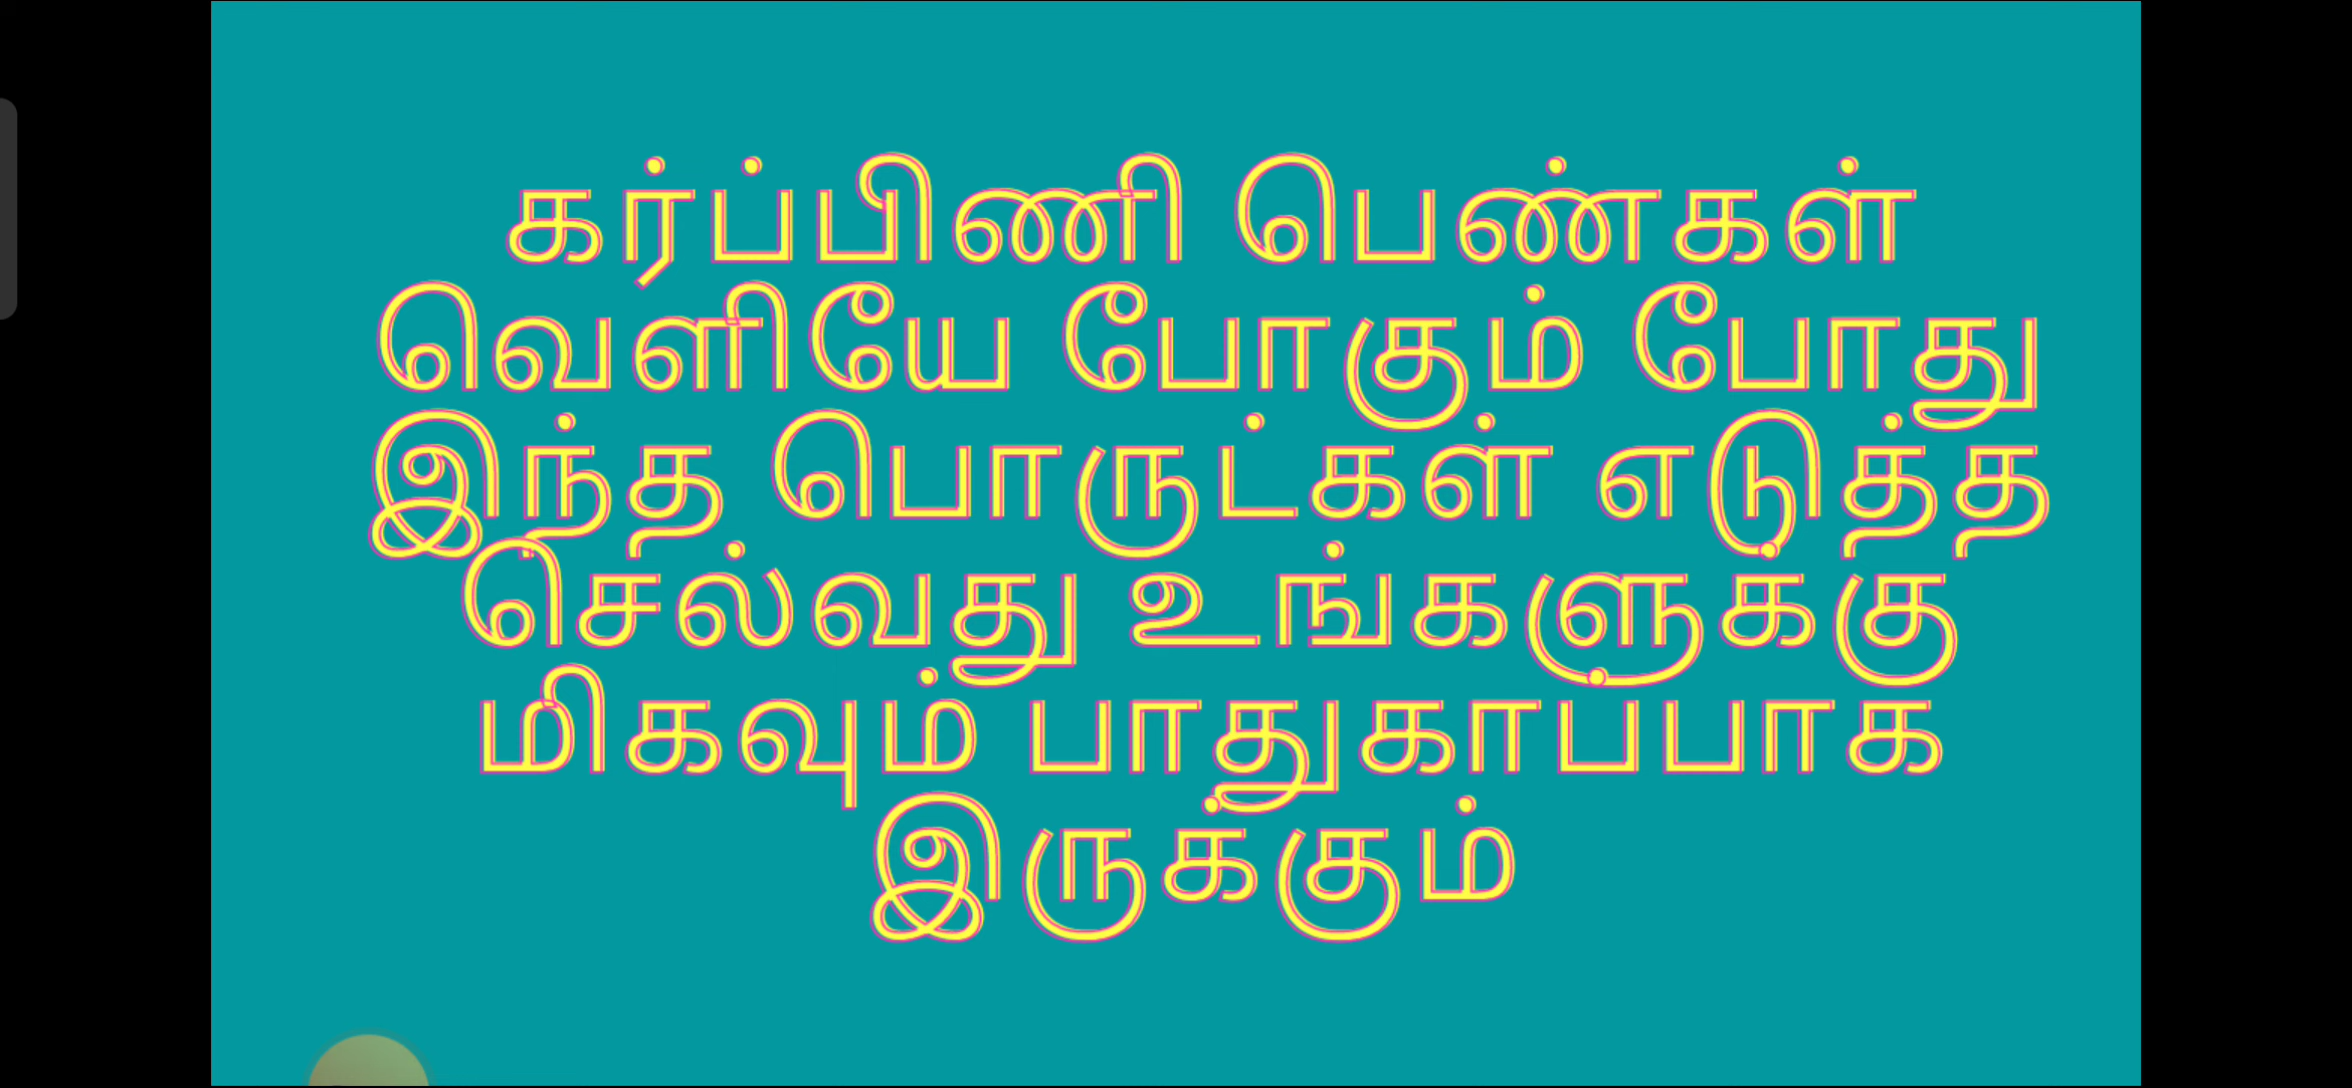 கர்ப்பிணி பெண்கள்
வெளியே போகும் போது
இந்த பொருட்கள் எடுத்த
செல்வது உங்களுக்கு
மிகவும் பாதுகாப்பாக
இருக்கும்